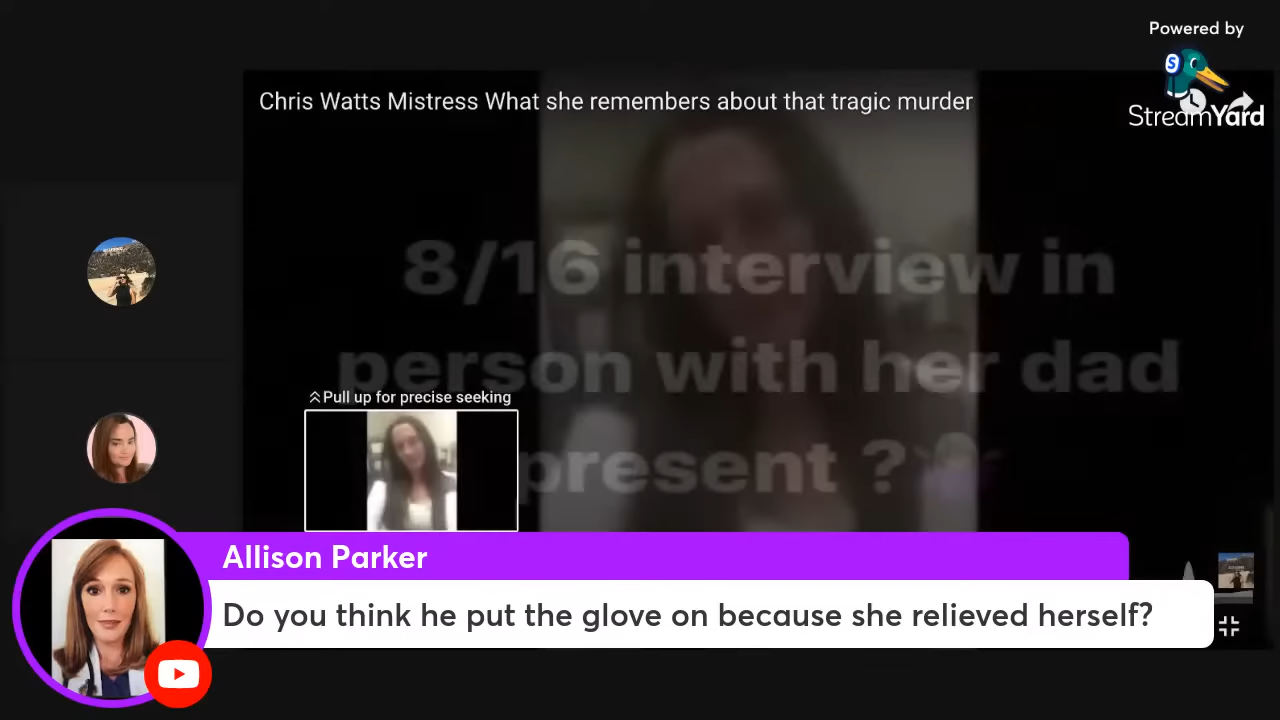 Powered by
StreamYard
Chris Watts Mistress What she remembers about that tragic murder
8/16 interview in
person with her dad
present ?
Pull up for precise seeking
Allison Parker
Do you think he put the glove on because she relieved herself?